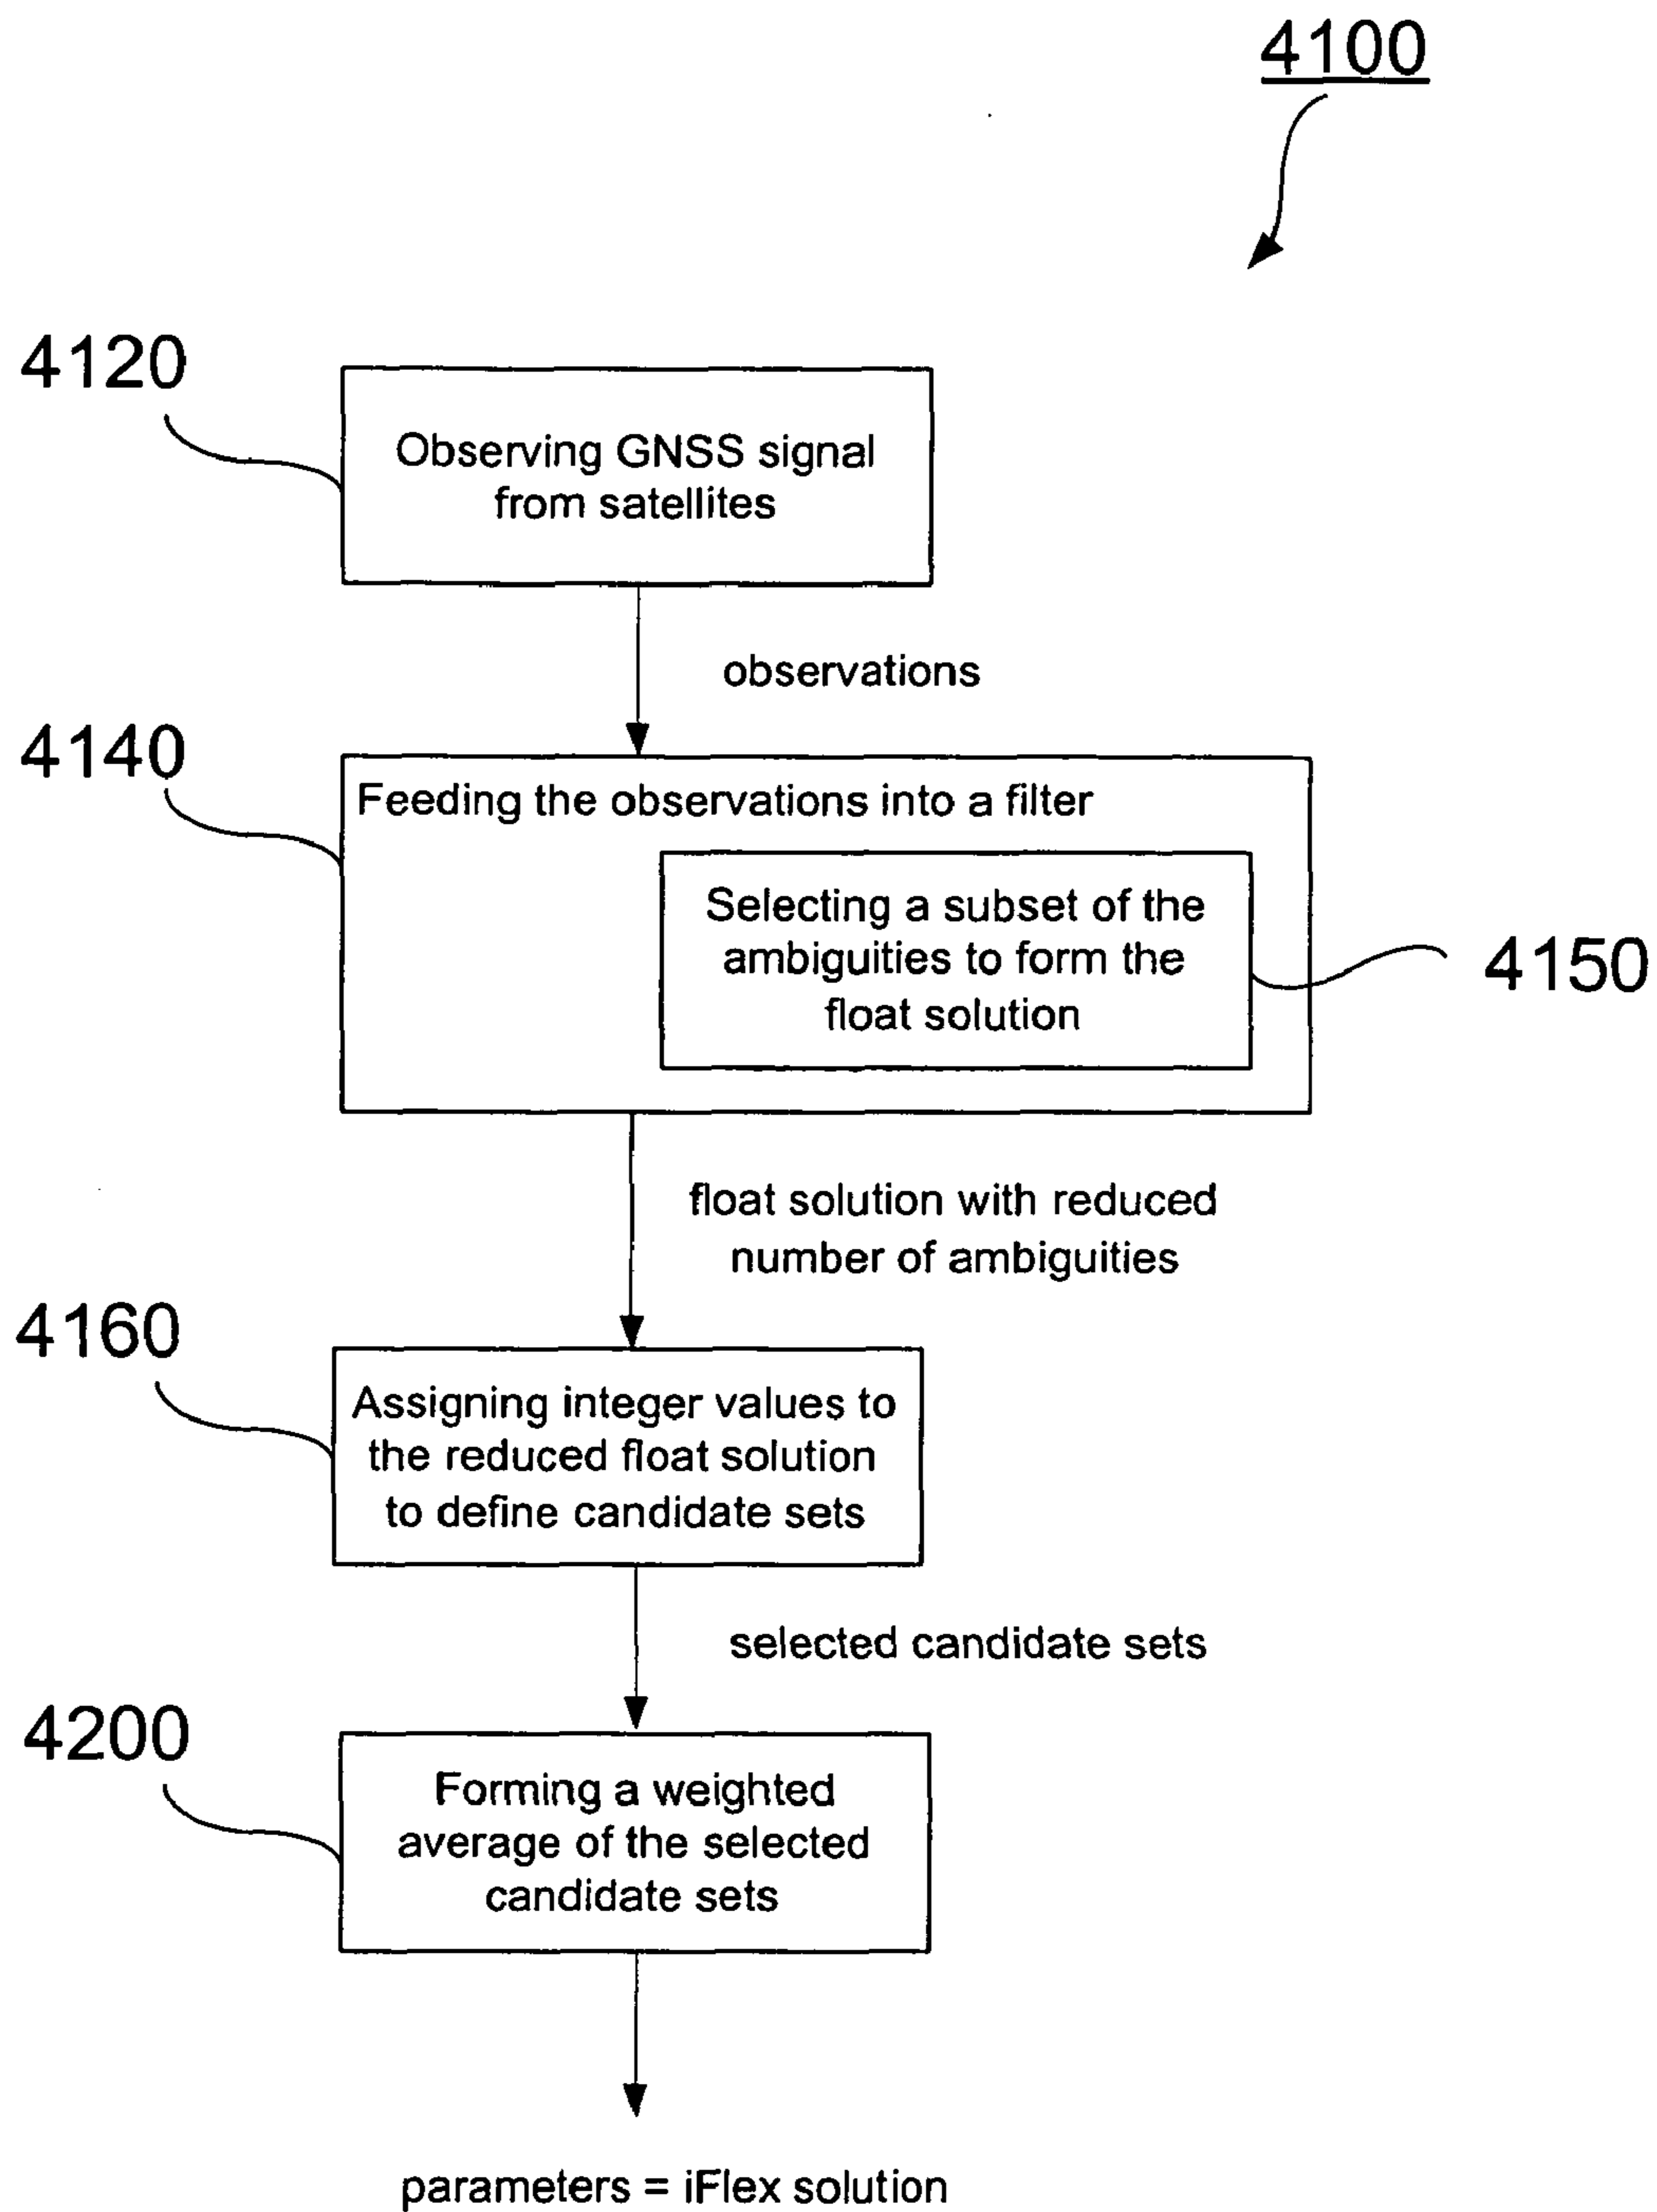 4100
4120
Observing GNSS signal
from satellites
observations
4140
Feeding the observations into a filter
Selecting a subset of the
ambiguities to form the
float solution
4150
float solution with reduced
number of ambiguities
4160
Assigning integer values to
the reduced float solution
to define candidate sets
selected candidate sets
4200
Forming a weighted
average of the selected
candidate sets
parameters = iFlex solution